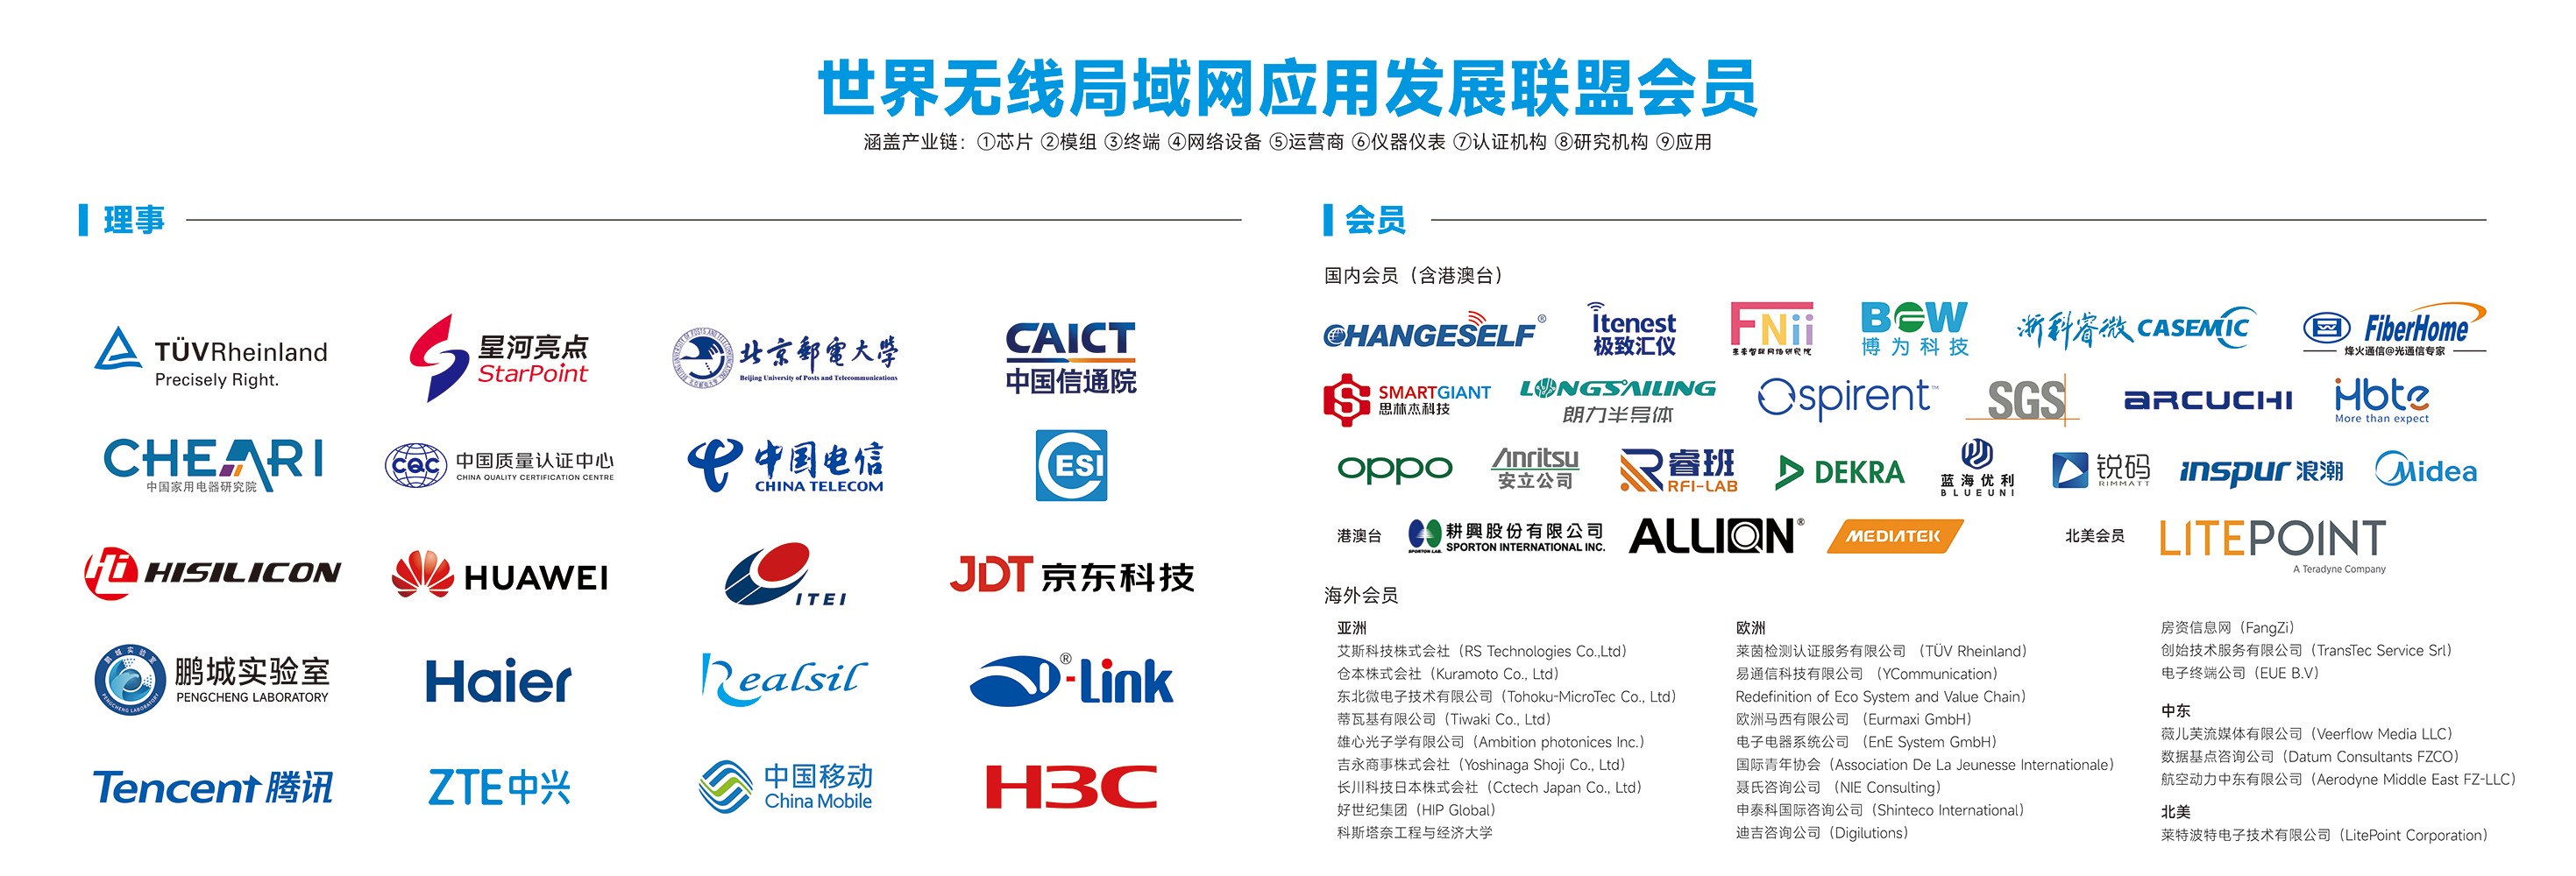 世界无线局域网应用发展联盟会员
涵盖产业链：①芯片 ②模组 ③终端 ④网络设备 ⑤运营商 ⑥仪器仪表 ⑦认证机构 ⑧研究机构 ⑨应用
理事
TÜVRheinland
Precisely Right.
星河亮点
StarPoint
北京邮电大学
Beijing University of Posts and Telecommunications
CAICT
中国信通院
CHEARI
中国家用电器研究院
CQC
中国质量认证中心
CHINA QUALITY CERTIFICATION CENTRE
中国电信
CHINA TELECOM
CESI
Hi HISILICON
HUAWEI
ITEI
JDT 京东科技
鹏城实验室
PENGCHENG LABORATORY
Haier
Realsil
D-Link®
Tencent 腾讯
ZTE中兴
中国移动
China Mobile
H3C
会员
国内会员（含港澳台）
CHANGESELF®
itenest
极致汇仪
FNii
未来智联网络研究院
BOW
博为科技
浙科睿微 CASEMIC
FiberHome
烽火通信@光通信专家
SMARTGIANT
思林杰科技
LONGSAILING
朗力半导体
spirent™
SGS
ARCUCHI
Hbte
More than expect
oppo
Anritsu
安立公司
睿班
RFI-LAB
DEKRA
蓝海优利
BLUEUNI
锐码
RIMMATT
inspur 浪潮
Midea
港澳台
SPORTON LAB.
耕興股份有限公司
SPORTON INTERNATIONAL INC.
ALLION®
MEDIATEK
北美会员
LITEPOINT
A Teradyne Company
海外会员
亚洲
艾斯科技株式会社（RS Technologies Co.,Ltd）
仓本株式会社（Kuramoto Co., Ltd）
东北微电子技术有限公司（Tohoku-MicroTec Co., Ltd）
蒂瓦基有限公司（Tiwaki Co., Ltd）
雄心光子学有限公司（Ambition photonices Inc.）
吉永商事株式会社（Yoshinaga Shoji Co., Ltd）
长川科技日本株式会社（Cctech Japan Co., Ltd）
好世纪集团（HIP Global）
科斯塔奈工程与经济大学
欧洲
莱茵检测认证服务有限公司 （TÜV Rheinland）
易通信科技有限公司 （YCommunication）
Redefinition of Eco System and Value Chain）
欧洲马西有限公司 （Eurmaxi GmbH）
电子电器系统公司 （EnE System GmbH）
国际青年协会（Association De La Jeunesse Internationale）
聂氏咨询公司 （NIE Consulting）
申泰科国际咨询公司（Shinteco International）
迪吉咨询公司（Digilutions）
房资信息网（FangZi）
创始技术服务有限公司（TransTec Service Srl）
电子终端公司（EUE B.V）
中东
薇儿芙流媒体有限公司（Veerflow Media LLC）
数据基点咨询公司（Datum Consultants FZCO）
航空动力中东有限公司（Aerodyne Middle East FZ-LLC）
北美
莱特波特电子技术有限公司（LitePoint Corporation）